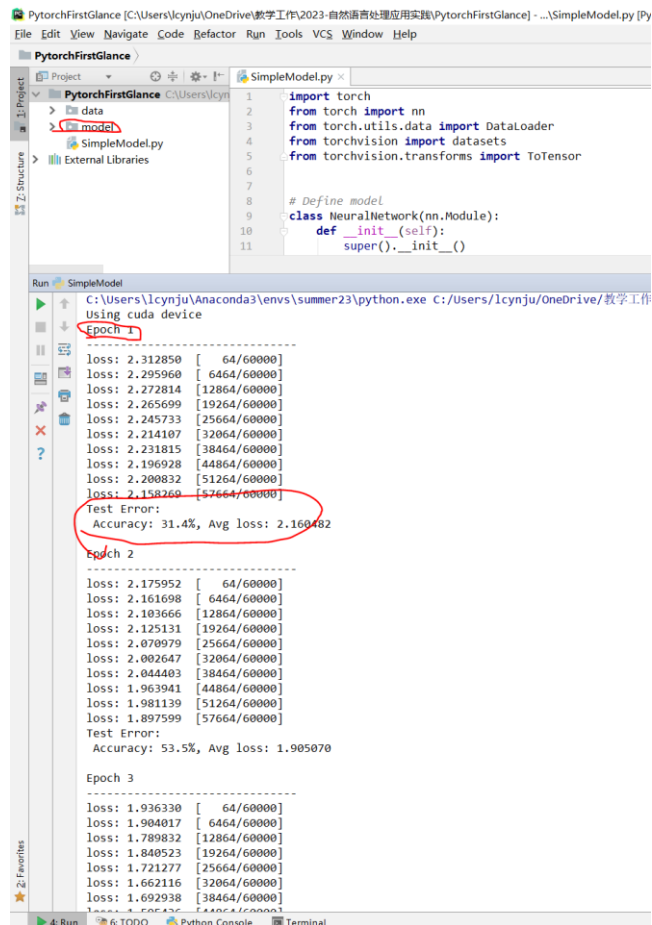 PytorchFirstGlance [C:\Users\lcynju\OneDrive\教学工作\2023-自然语言处理应用实践\PytorchFirstGlance] - ...\SimpleModel.py [Py
File Edit View Navigate Code Refactor Run Tools VCS Window Help
PytorchFirstGlance
1: Project
Z: Structure
2: Favorites
Project
PytorchFirstGlance C:\Users\lcyn
data
model
SimpleModel.py
External Libraries
SimpleModel.py
1 import torch
2 from torch import nn
3 from torch.utils.data import DataLoader
4 from torchvision import datasets
5 from torchvision.transforms import ToTensor
6
7
8 # Define model
9 class NeuralNetwork(nn.Module):
10 def __init__(self):
11 super().__init__()
Run SimpleModel
C:\Users\lcynju\Anaconda3\envs\summer23\python.exe C:/Users/lcynju/OneDrive/教学工作
Using cuda device
Epoch 1
-------------------------------
loss: 2.312850 [ 64/60000]
loss: 2.295960 [ 6464/60000]
loss: 2.272814 [12864/60000]
loss: 2.265699 [19264/60000]
loss: 2.245733 [25664/60000]
loss: 2.214107 [32064/60000]
loss: 2.231815 [38464/60000]
loss: 2.196928 [44864/60000]
loss: 2.200832 [51264/60000]
loss: 2.158269 [57664/60000]
Test Error:
Accuracy: 31.4%, Avg loss: 2.160482
Epoch 2
-------------------------------
loss: 2.175952 [ 64/60000]
loss: 2.161698 [ 6464/60000]
loss: 2.103666 [12864/60000]
loss: 2.125131 [19264/60000]
loss: 2.070979 [25664/60000]
loss: 2.002647 [32064/60000]
loss: 2.044403 [38464/60000]
loss: 1.963941 [44864/60000]
loss: 1.981139 [51264/60000]
loss: 1.897599 [57664/60000]
Test Error:
Accuracy: 53.5%, Avg loss: 1.905070
Epoch 3
-------------------------------
loss: 1.936330 [ 64/60000]
loss: 1.904017 [ 6464/60000]
loss: 1.789832 [12864/60000]
loss: 1.840523 [19264/60000]
loss: 1.721277 [25664/60000]
loss: 1.662116 [32064/60000]
loss: 1.692938 [38464/60000]
4: Run 6: TODO Python Console Terminal